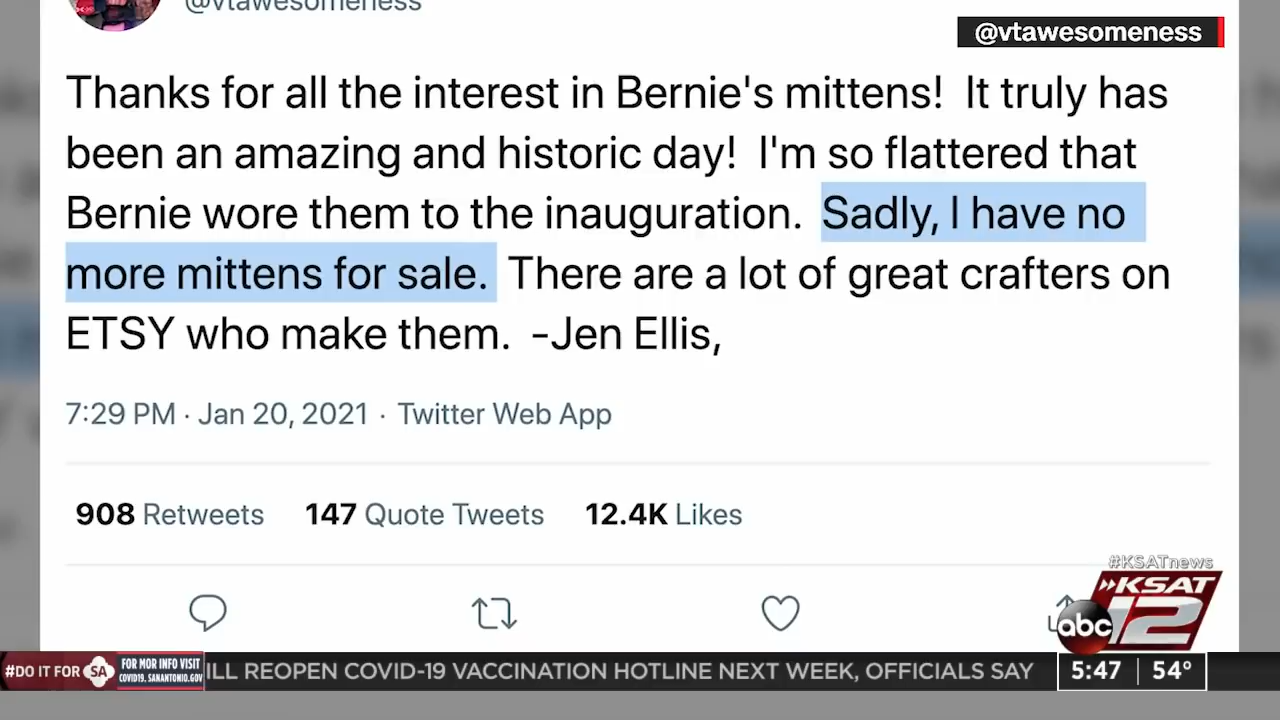 @vtawesomeness
@vtawesomeness
Thanks for all the interest in Bernie's mittens!  It truly has
been an amazing and historic day!  I'm so flattered that
Bernie wore them to the inauguration.  Sadly, I have no
more mittens for sale.  There are a lot of great crafters on
ETSY who make them.  -Jen Ellis,
7:29 PM · Jan 20, 2021 · Twitter Web App
908 Retweets 147 Quote Tweets 12.4K Likes
#KSATnews
KSAT
abc 12
#DO IT FOR SA
FOR MOR INFO VISIT
COVID19.SANANTONIO.GOV
ILL REOPEN COVID-19 VACCINATION HOTLINE NEXT WEEK, OFFICIALS SAY
5:47 54°